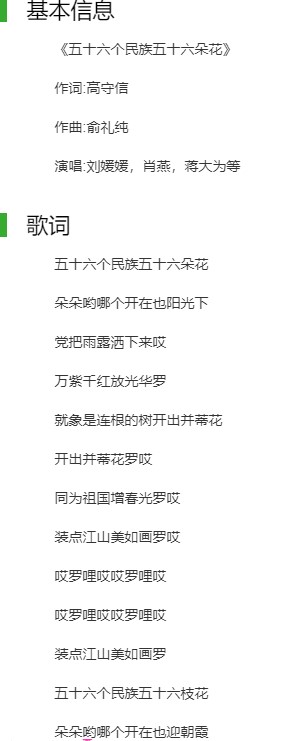 基本信息
《五十六个民族五十六朵花》
作词:高守信
作曲:俞礼纯
演唱:刘媛媛，肖燕，蒋大为等
歌词
五十六个民族五十六朵花
朵朵哟哪个开在也阳光下
党把雨露洒下来哎
万紫千红放光华罗
就象是连根的树开出并蒂花
开出并蒂花罗哎
同为祖国增春光罗哎
装点江山美如画罗哎
哎罗哩哎哎罗哩哎
哎罗哩哎哎罗哩哎
装点江山美如画罗
五十六个民族五十六枝花
朵朵哟哪个开在也迎朝霞